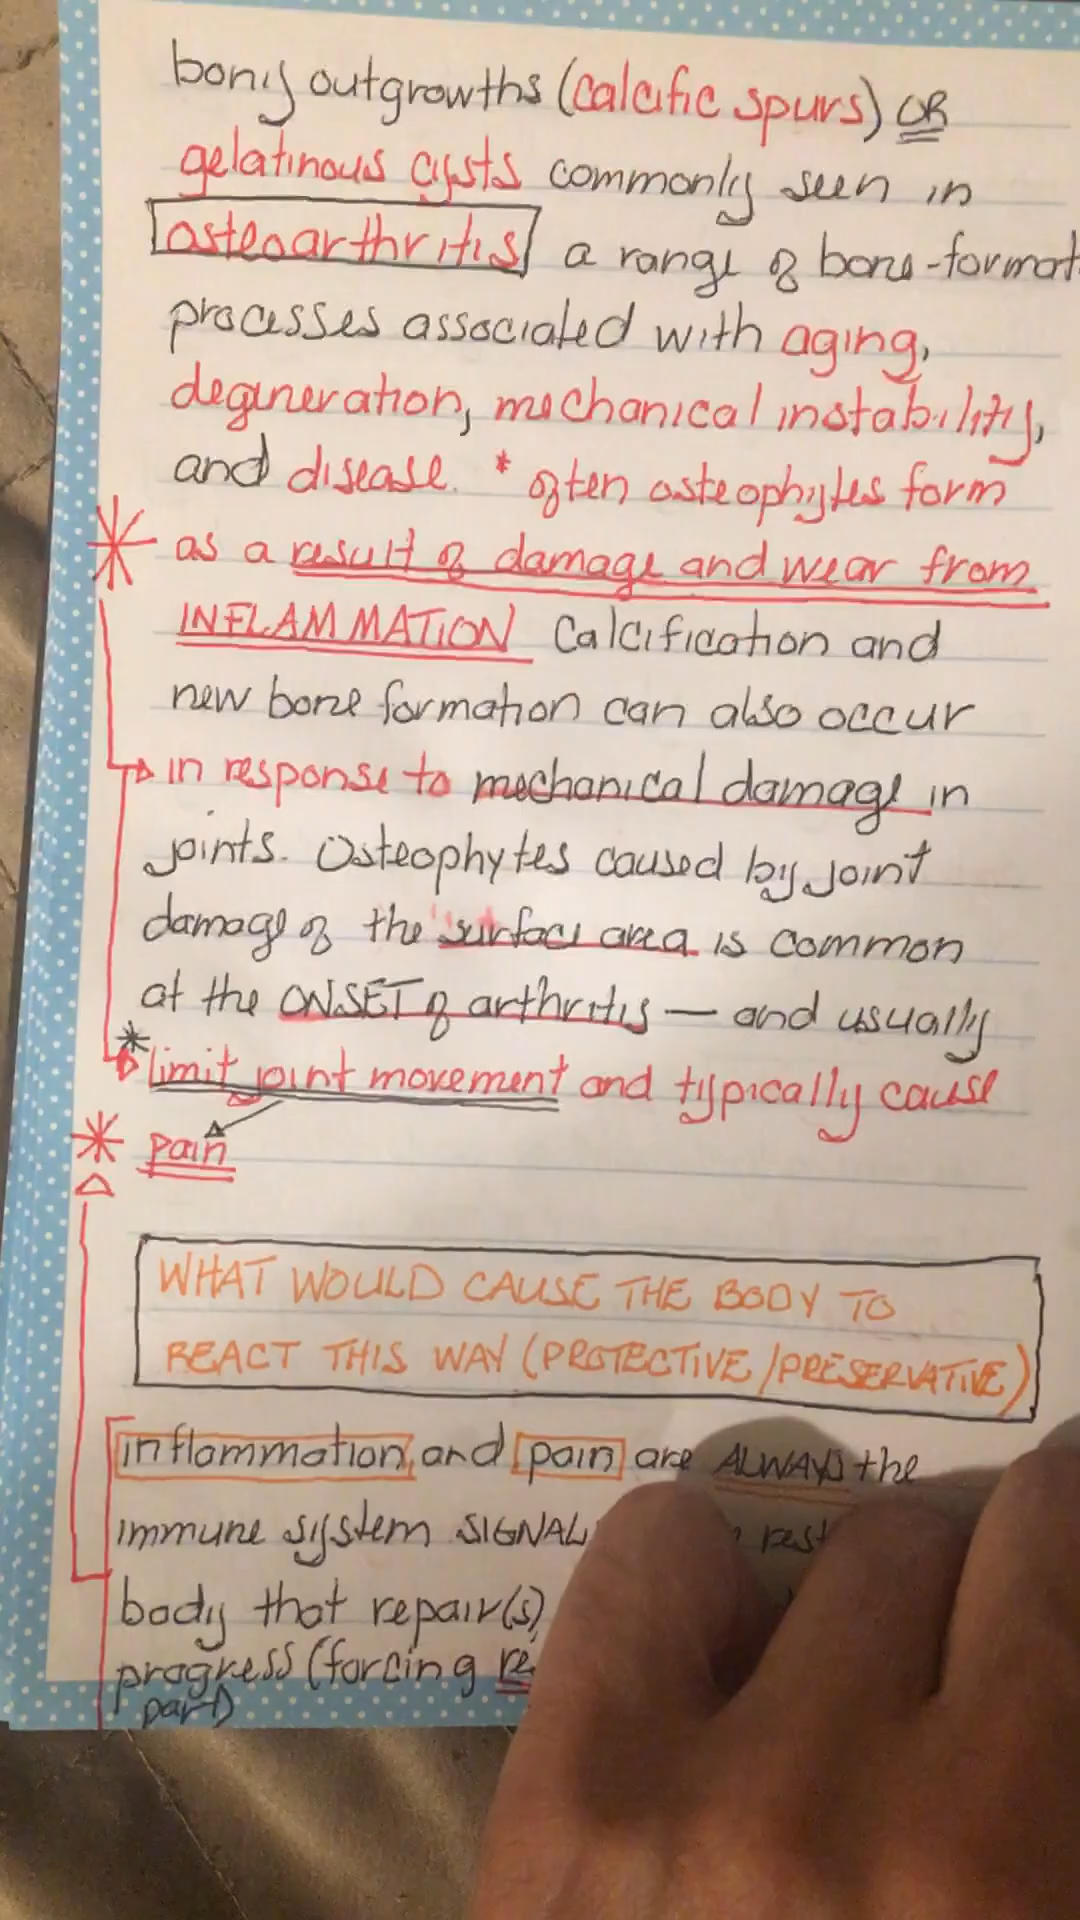 bony outgrowths (calcific spurs) OR
gelatinous cysts commonly seen in
osteoarthritis a range of bone-format
processes associated with aging,
degeneration, mechanical instability,
and disease. * often osteophytes form
* as a result of damage and wear from
INFLAMMATION Calcification and
new bone formation can also occur
in response to mechanical damage in
joints. Osteophytes caused by joint
damage of the surface area is common
at the ONSET of arthritis — and usually
* limit joint movement and typically cause
* pain
WHAT WOULD CAUSE THE BODY TO
REACT THIS WAY (PROTECTIVE/PRESERVATIVE)
inflammation and pain are ALWAYS the
immune system SIGNAL
body that repair(s)
progress (forcing
part)